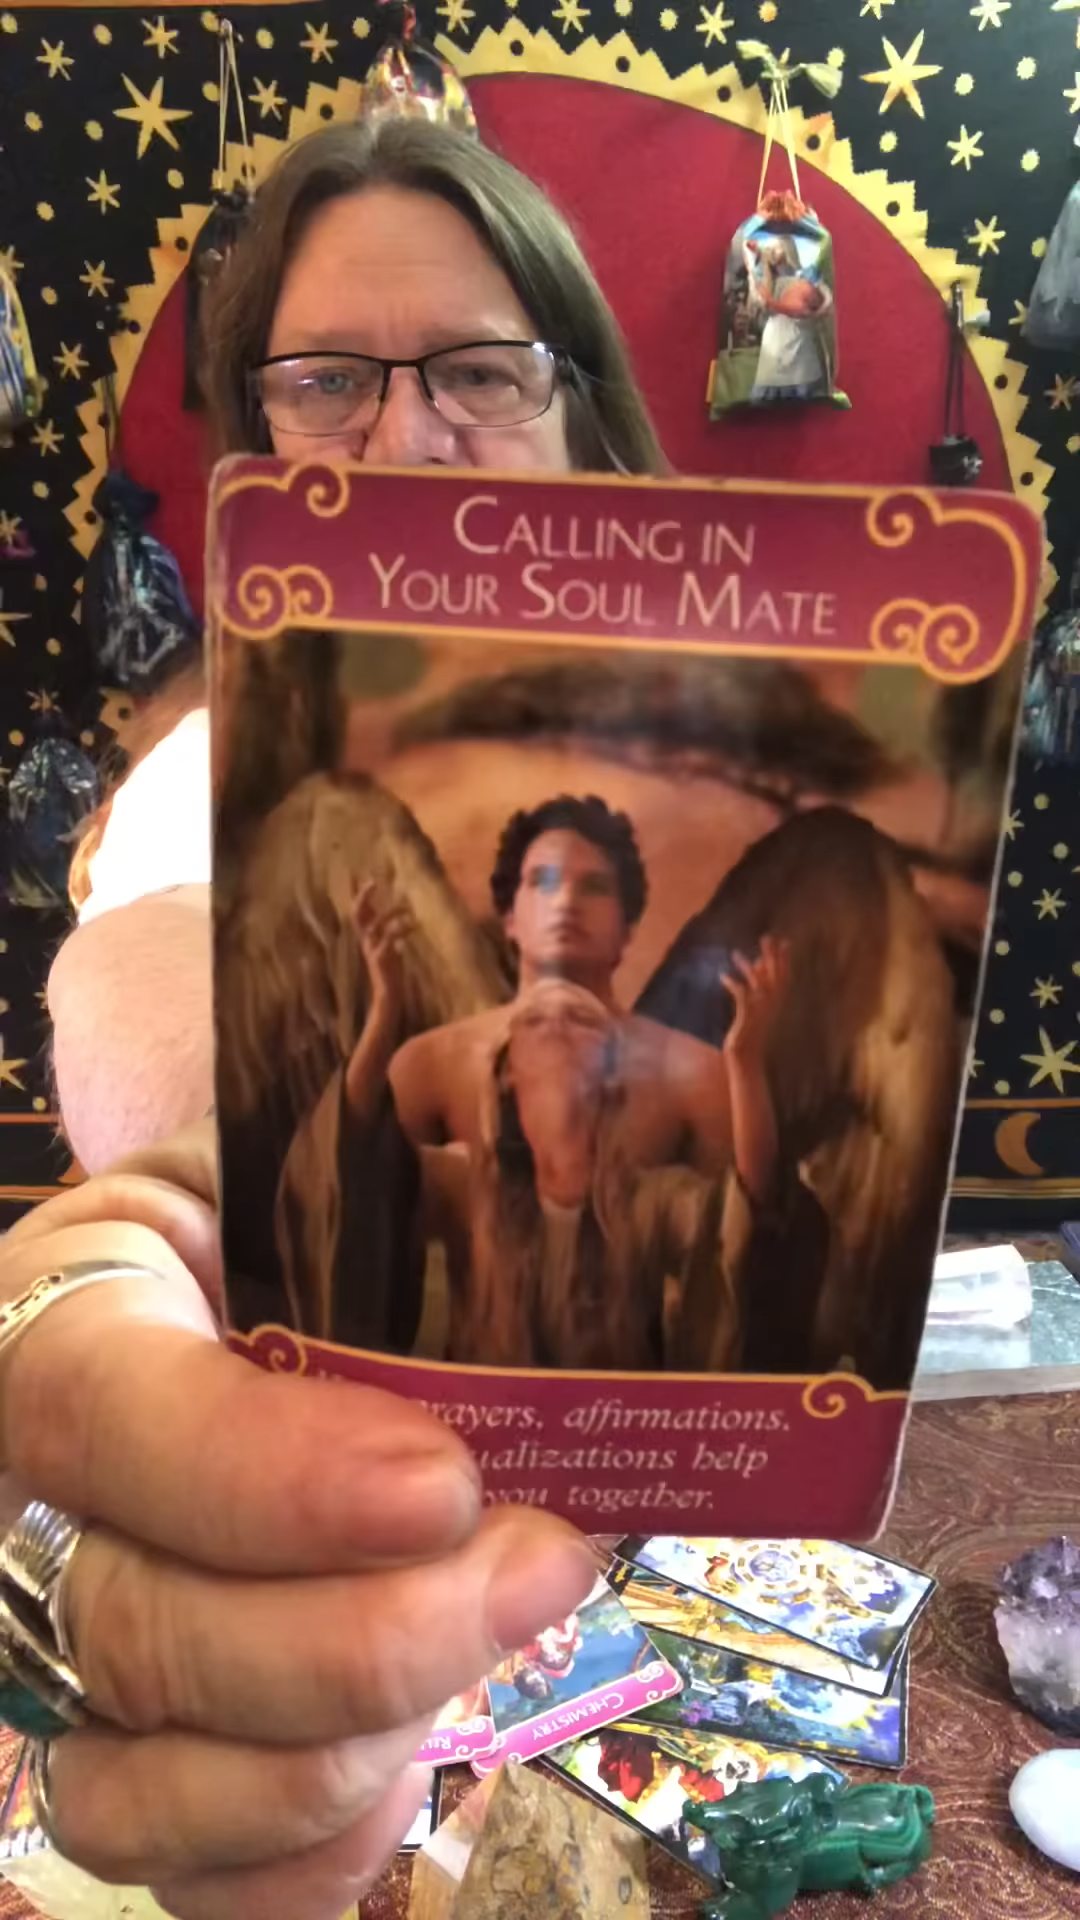 CALLING IN
YOUR SOUL MATE
rayers, affirmations,
ualizations help
you together.
CHEMISTRY